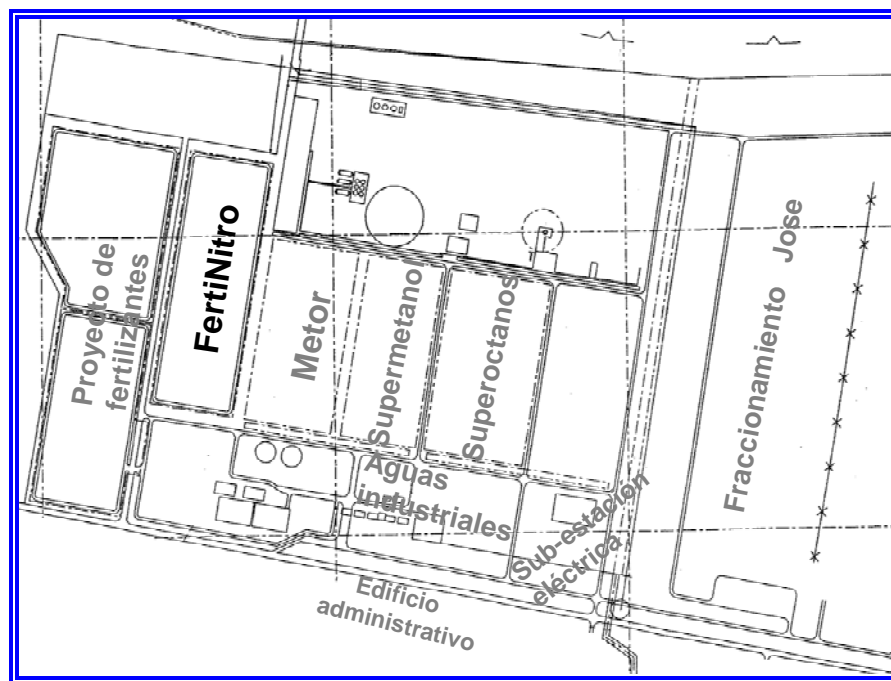 Proyecto de
fertilizantes
FertiNitro
Metor
Supermetano
Superoctanos
Fraccionamiento Jose
Aguas
industriales
Sub-estación
eléctrica
Edificio
administrativo